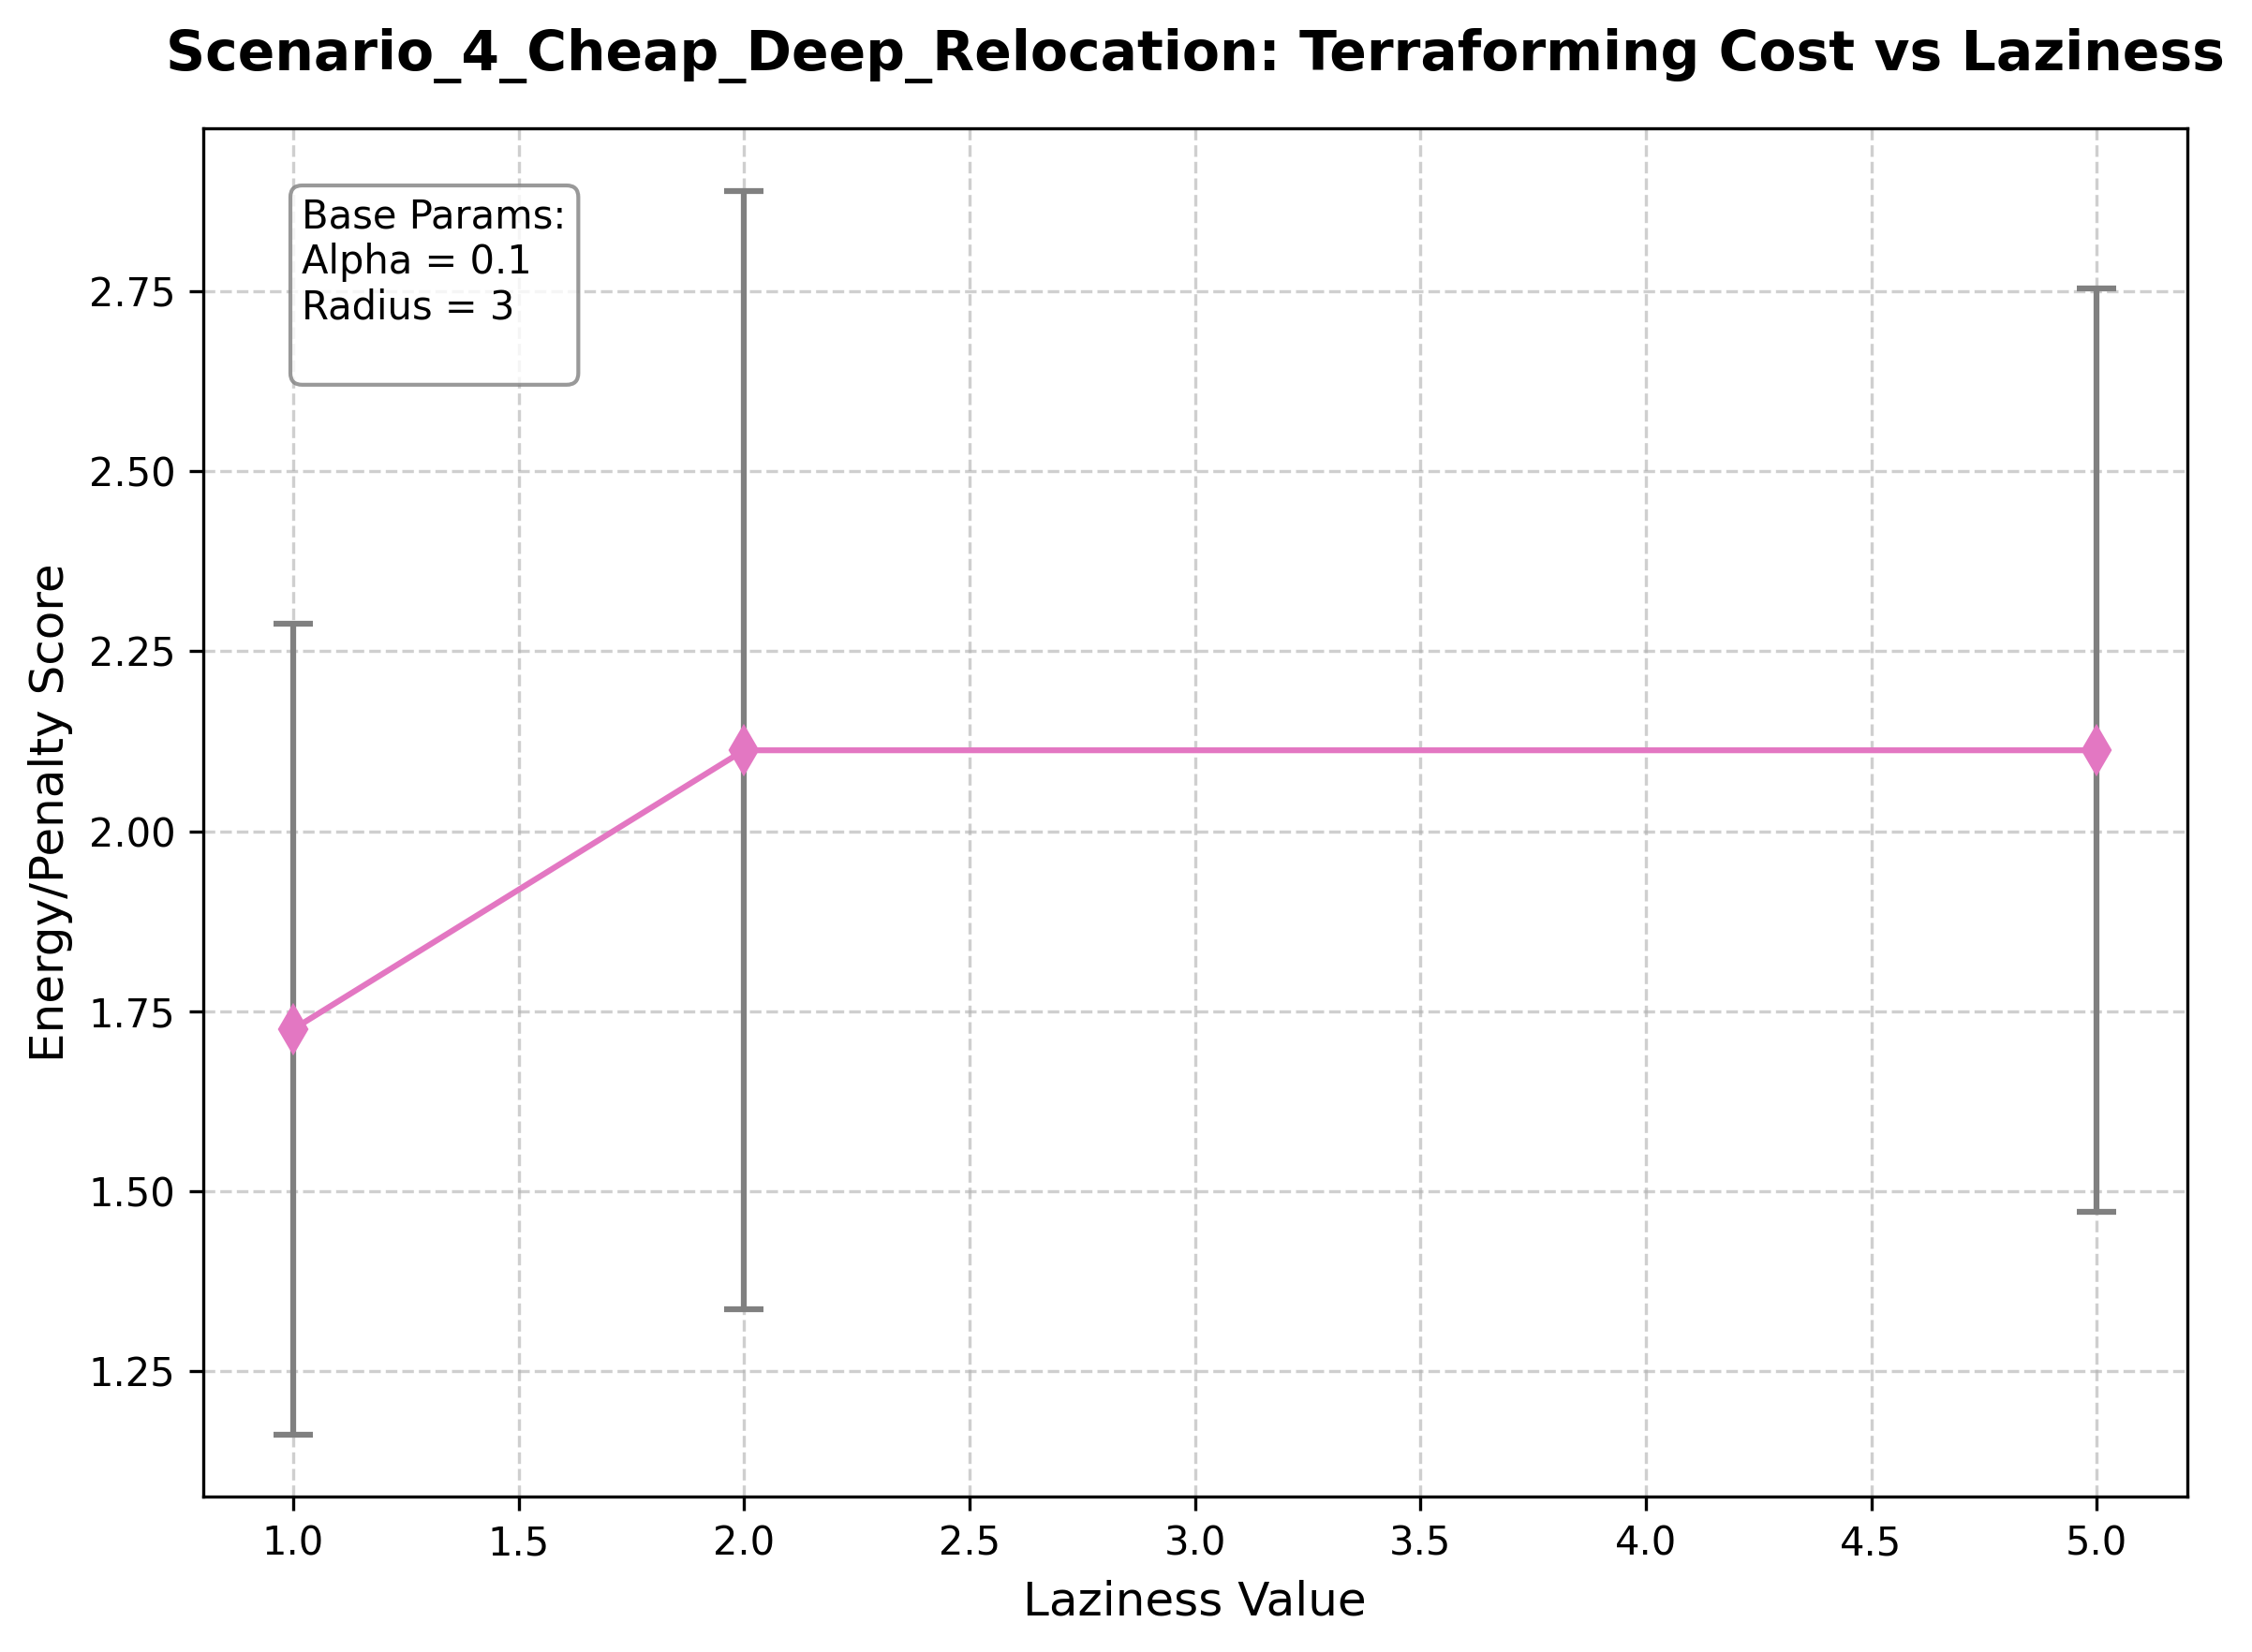 Scenario_4_Cheap_Deep_Relocation: Terraforming Cost vs Laziness
Base Params:
Alpha = 0.1
Radius = 3
Energy/Penalty Score
2.75
2.50
2.25
2.00
1.75
1.50
1.25
1.0 1.5 2.0 2.5 3.0 3.5 4.0 4.5 5.0
Laziness Value